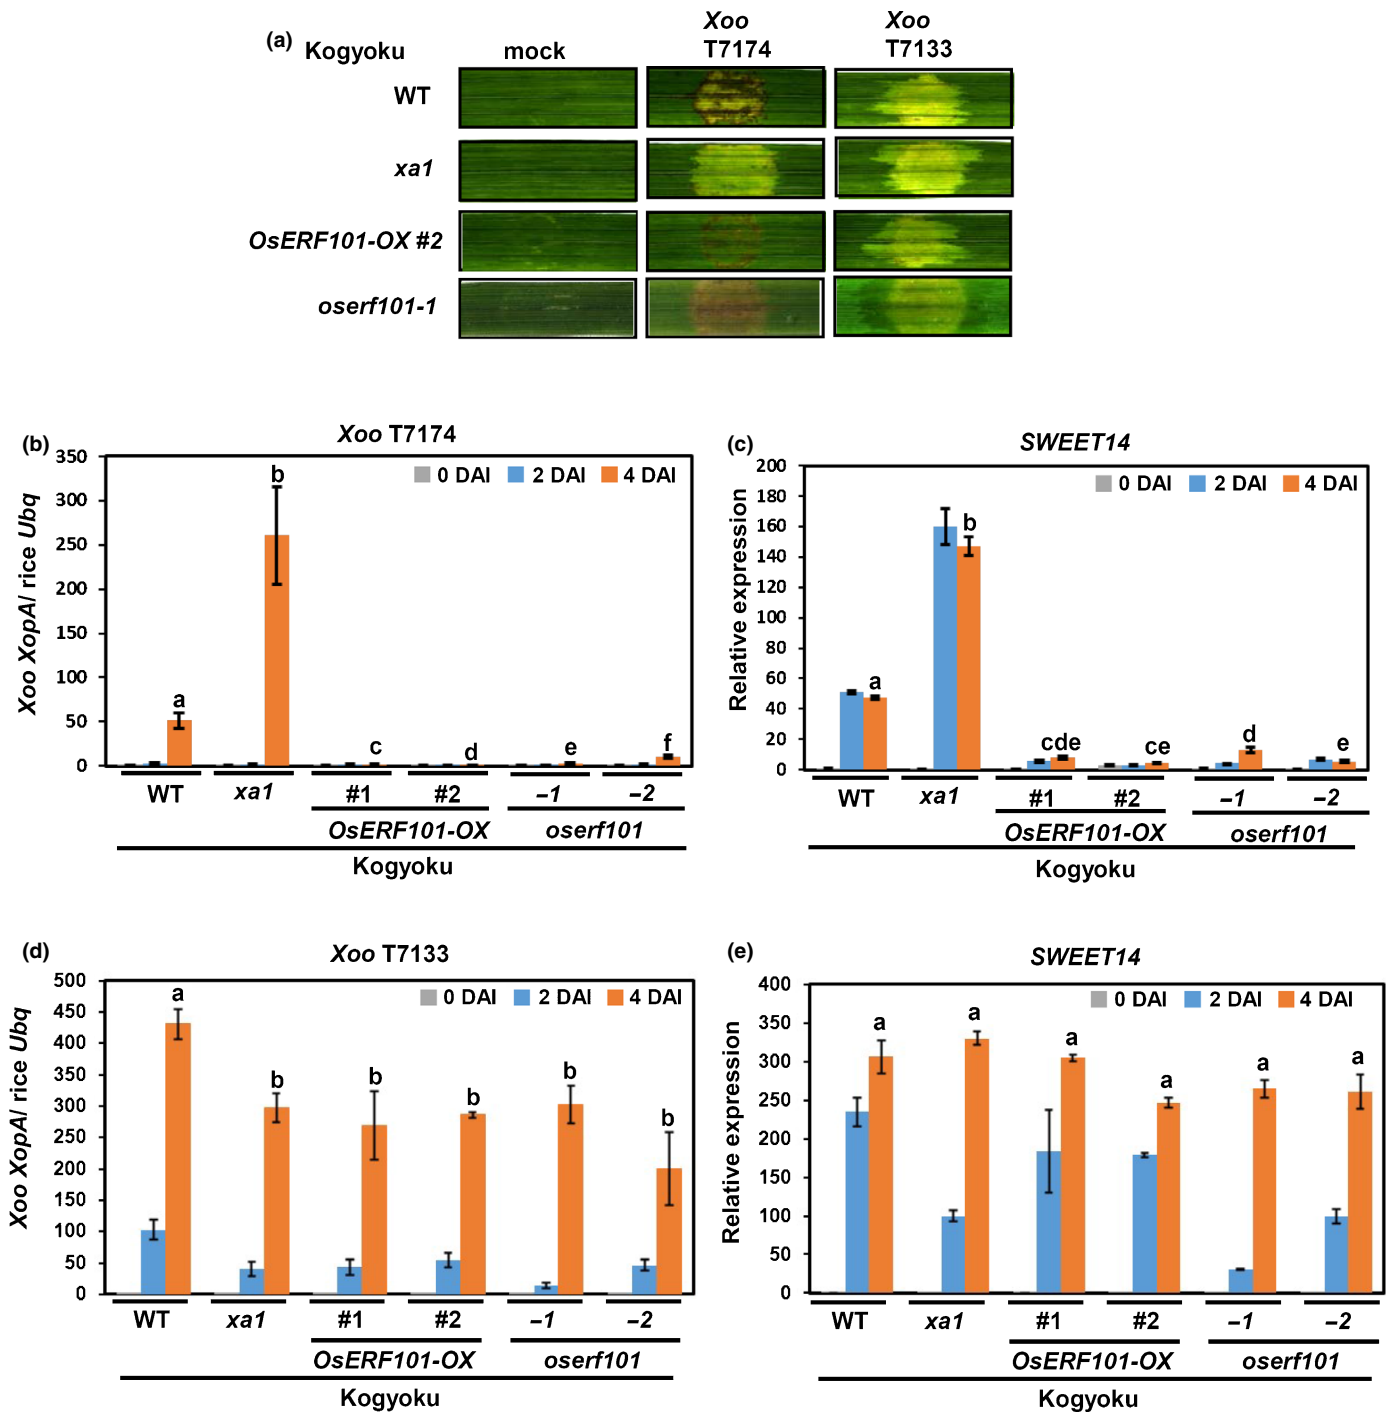 (a) Kogyoku mock Xoo T7174 Xoo T7133
WT
xa1
OsERF101-OX #2
oserf101-1
(b) Xoo T7174
Xoo XopA/ rice Ubq
0 DAI 2 DAI 4 DAI
350
300
250
200
150
100
50
0
a b c d e f
WT xa1 #1 #2 –1 –2
OsERF101-OX oserf101
Kogyoku
(c) SWEET14
Relative expression
0 DAI 2 DAI 4 DAI
200
180
160
140
120
100
80
60
40
20
0
a b cde ce d e
WT xa1 #1 #2 –1 –2
OsERF101-OX oserf101
Kogyoku
(d) Xoo T7133
Xoo XopA/ rice Ubq
0 DAI 2 DAI 4 DAI
500
450
400
350
300
250
200
150
100
50
0
a b b b b b
WT xa1 #1 #2 –1 –2
OsERF101-OX oserf101
Kogyoku
(e) SWEET14
Relative expression
0 DAI 2 DAI 4 DAI
400
350
300
250
200
150
100
50
0
a a a a a a
WT xa1 #1 #2 –1 –2
OsERF101-OX oserf101
Kogyoku